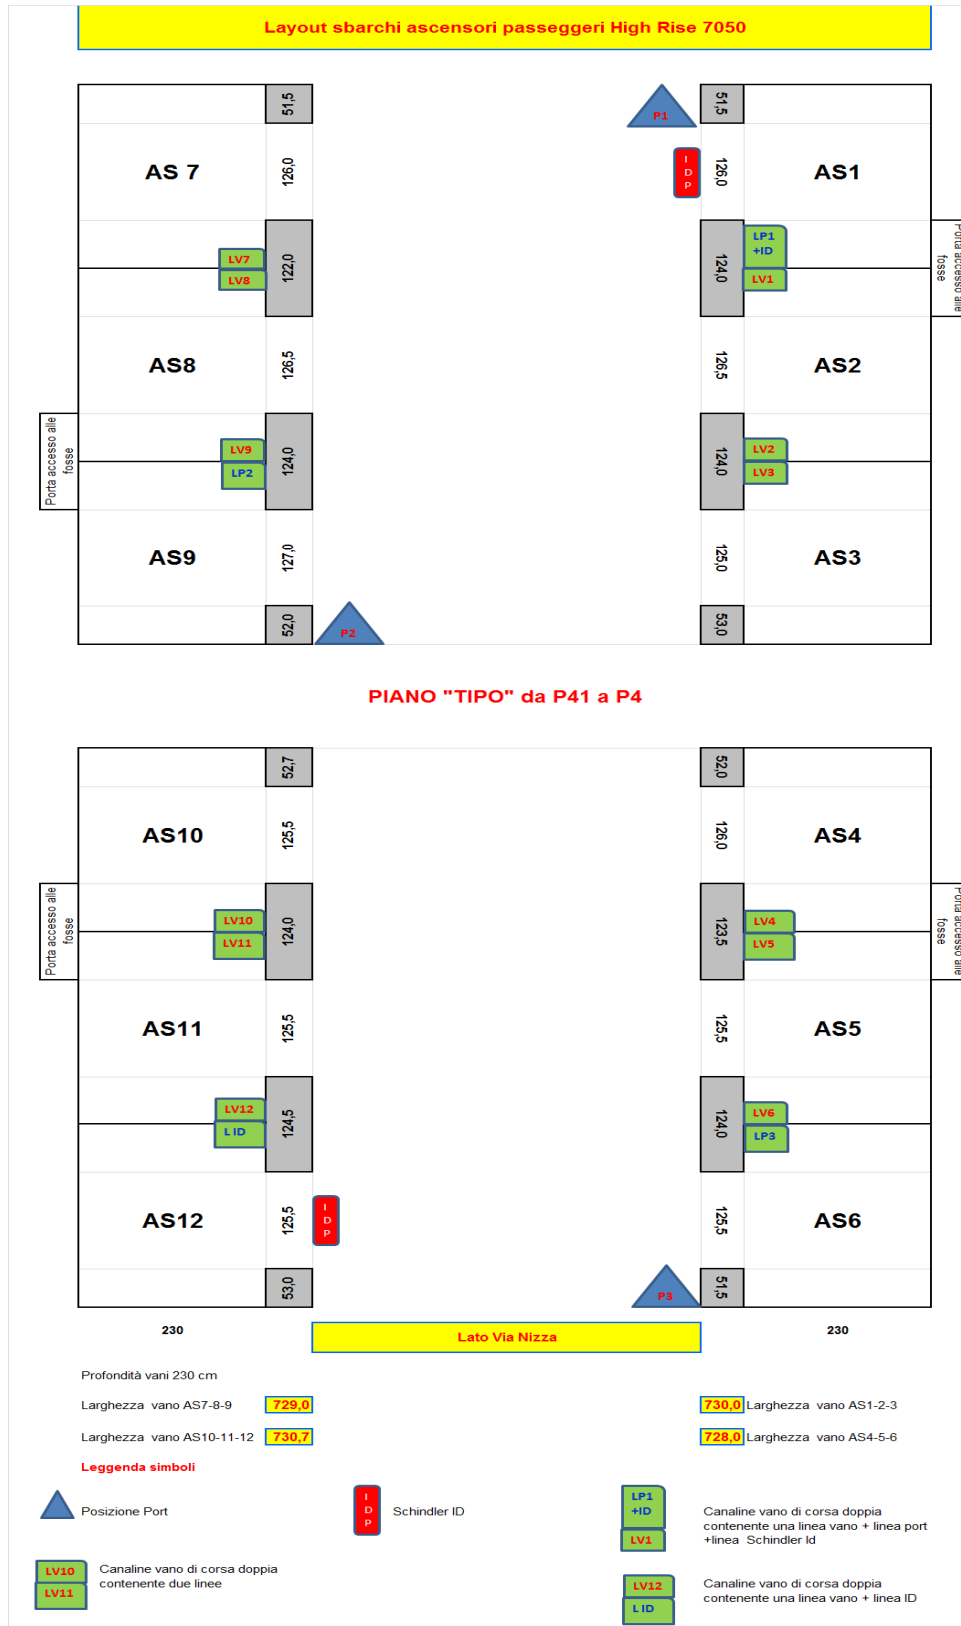 Layout sbarchi ascensori passeggeri High Rise 7050
51,5
P1
51,5
AS 7
126,0
I
D
P
126,0
AS1
LV7
LV8
122,0
124,0
LP1
+ID
LV1
Porta accesso alle
fosse
AS8
126,5
126,5
AS2
Porta accesso alle
fosse
LV9
LP2
124,0
124,0
LV2
LV3
AS9
127,0
125,0
AS3
52,0
P2
53,0
PIANO "TIPO" da P41 a P4
52,7
52,0
AS10
125,5
126,0
AS4
Porta accesso alle
fosse
LV10
LV11
124,0
123,5
LV4
LV5
Porta accesso alle
fosse
AS11
125,5
125,5
AS5
LV12
L ID
124,5
124,0
LV6
LP3
AS12
125,5
I
D
P
125,5
AS6
53,0
P3
51,5
230
Lato Via Nizza
230
Profondità vani 230 cm
Larghezza vano AS7-8-9 729,0
730,0 Larghezza vano AS1-2-3
Larghezza vano AS10-11-12 730,7
728,0 Larghezza vano AS4-5-6
Leggenda simboli
Posizione Port
I
D
P
Schindler ID
LP1
+ID
LV1
Canaline vano di corsa doppia
contenente una linea vano + linea port
+linea Schindler Id
LV10
LV11
Canaline vano di corsa doppia
contenente due linee
LV12
L ID
Canaline vano di corsa doppia
contenente una linea vano + linea ID